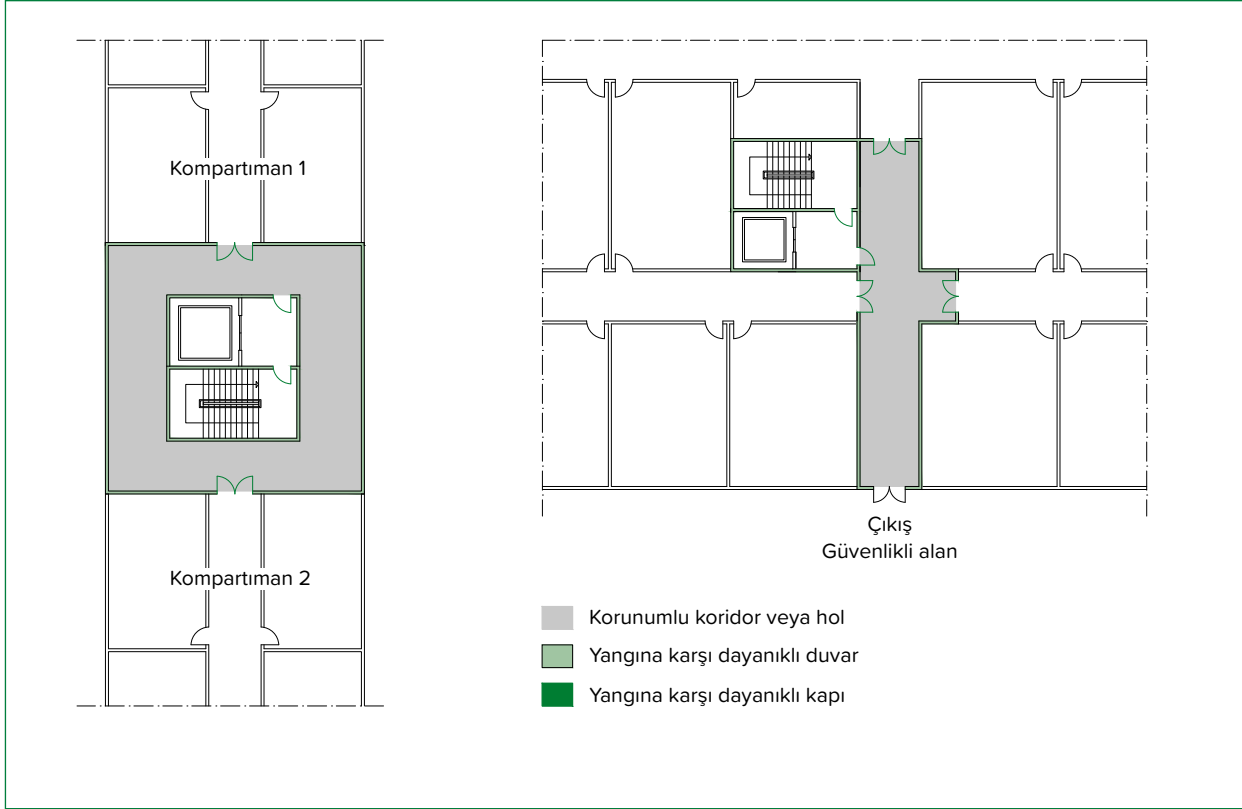 Kompartıman 1
Kompartıman 2
Çıkış
Güvenlikli alan
Korunumlu koridor veya hol
Yangına karşı dayanıklı duvar
Yangına karşı dayanıklı kapı